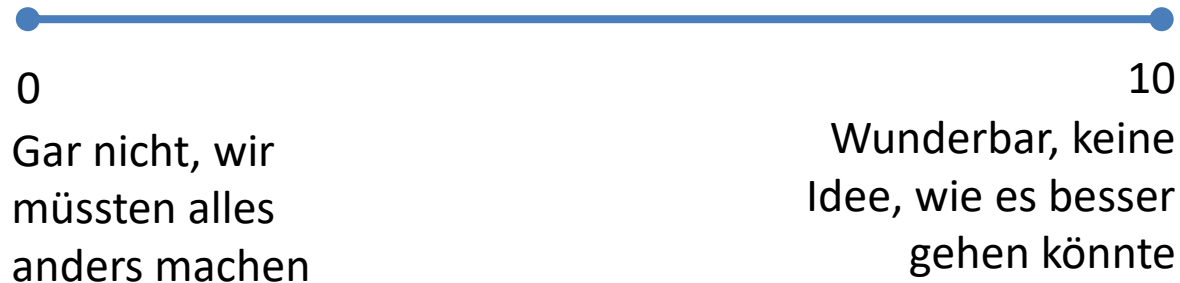 0
Gar nicht, wir
müssten alles
anders machen
10
Wunderbar, keine
Idee, wie es besser
gehen könnte